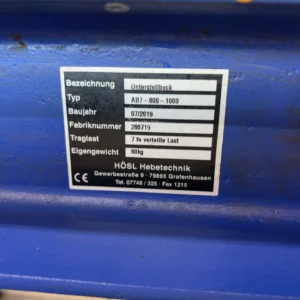 Bezeichnung Unterstellbock
Typ AB7-800-1000
Baujahr 07/2019
Fabriknummer 280719
Traglast 7 to verteilte Last
Eigengewicht 60kg
HÖSL Hebetechnik
Gewerbestraße 9 · 79865 Grafenhausen
Tel. 07748 / 325 · Fax 1215
CE